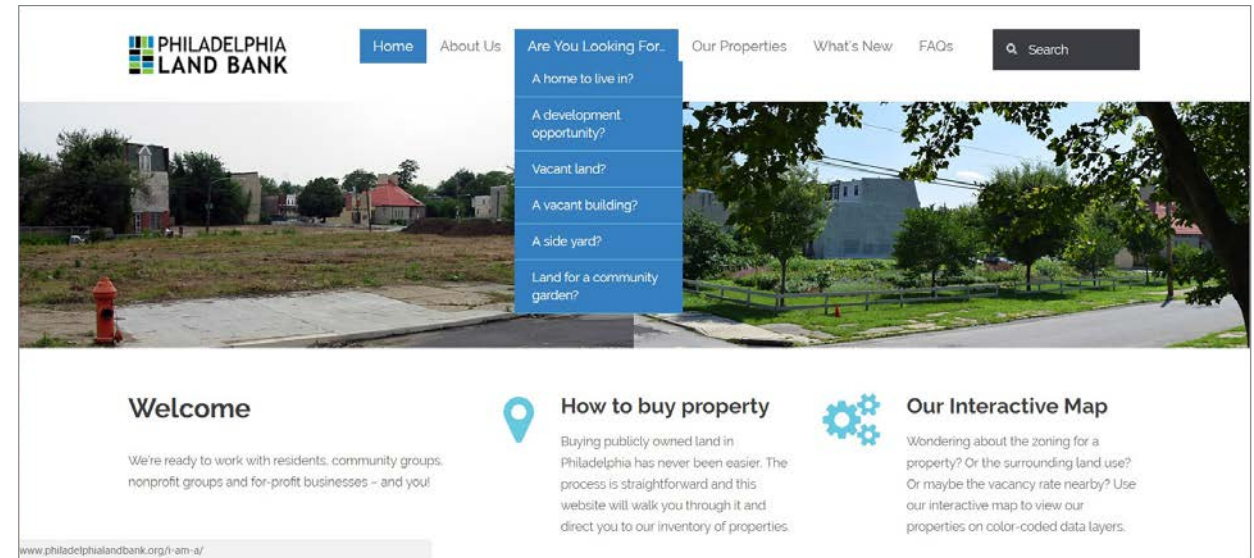 PHILADELPHIA
LAND BANK
Home
About Us
Are You Looking For...
Our Properties
What's New
FAQs
Search
A home to live in?
A development
opportunity?
Vacant land?
A vacant building?
A side yard?
Land for a community
garden?
Welcome
We're ready to work with residents, community groups,
nonprofit groups and for-profit businesses – and you!
How to buy property
Buying publicly owned land in
Philadelphia has never been easier. The
process is straightforward and this
website will walk you through it and
direct you to our inventory of properties.
Our Interactive Map
Wondering about the zoning for a
property? Or the surrounding land use?
Or maybe the vacancy rate nearby? Use
our interactive map to view our
properties on color-coded data layers.
www.philadelphialandbank.org/i-am-a/